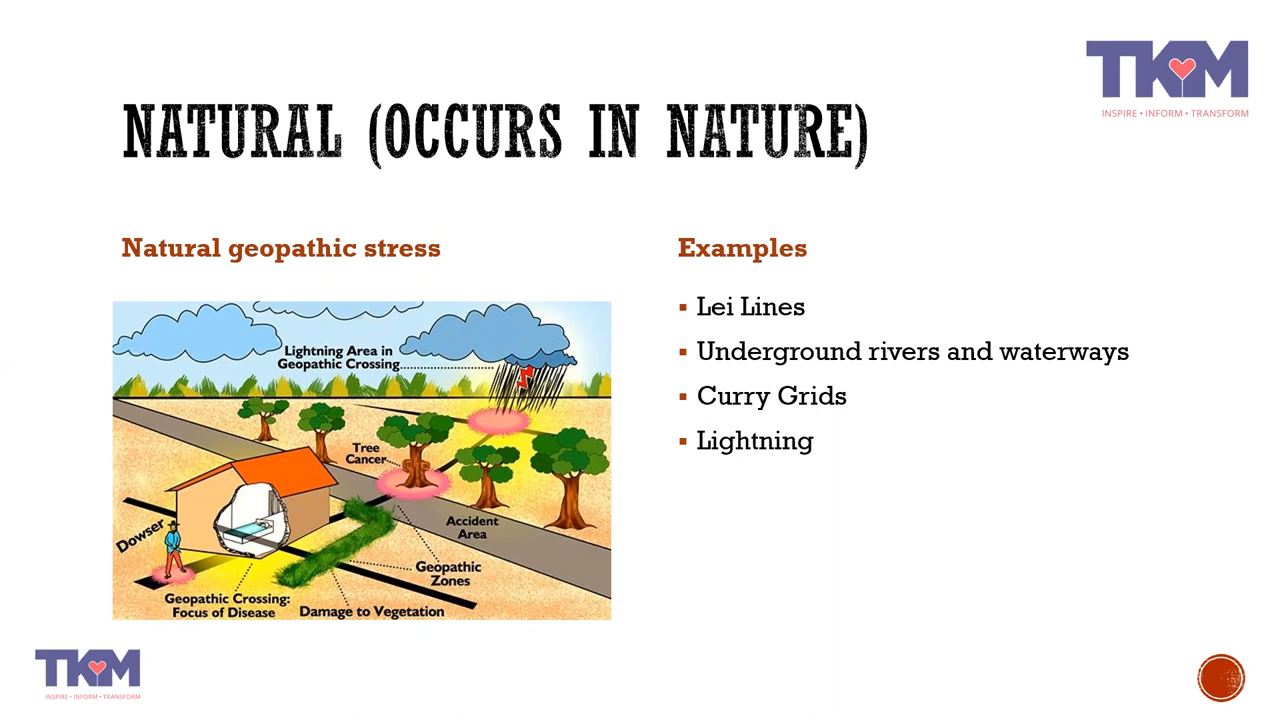 TKM
INSPIRE • INFORM • TRANSFORM
NATURAL (OCCURS IN NATURE)
Natural geopathic stress
Lightning Area in
Geopathic Crossing
Tree
Cancer
Accident
Area
Dowser
Geopathic
Zones
Geopathic Crossing:
Focus of Disease
Damage to Vegetation
Examples
▪ Lei Lines
▪ Underground rivers and waterways
▪ Curry Grids
▪ Lightning
TKM
INSPIRE • INFORM • TRANSFORM